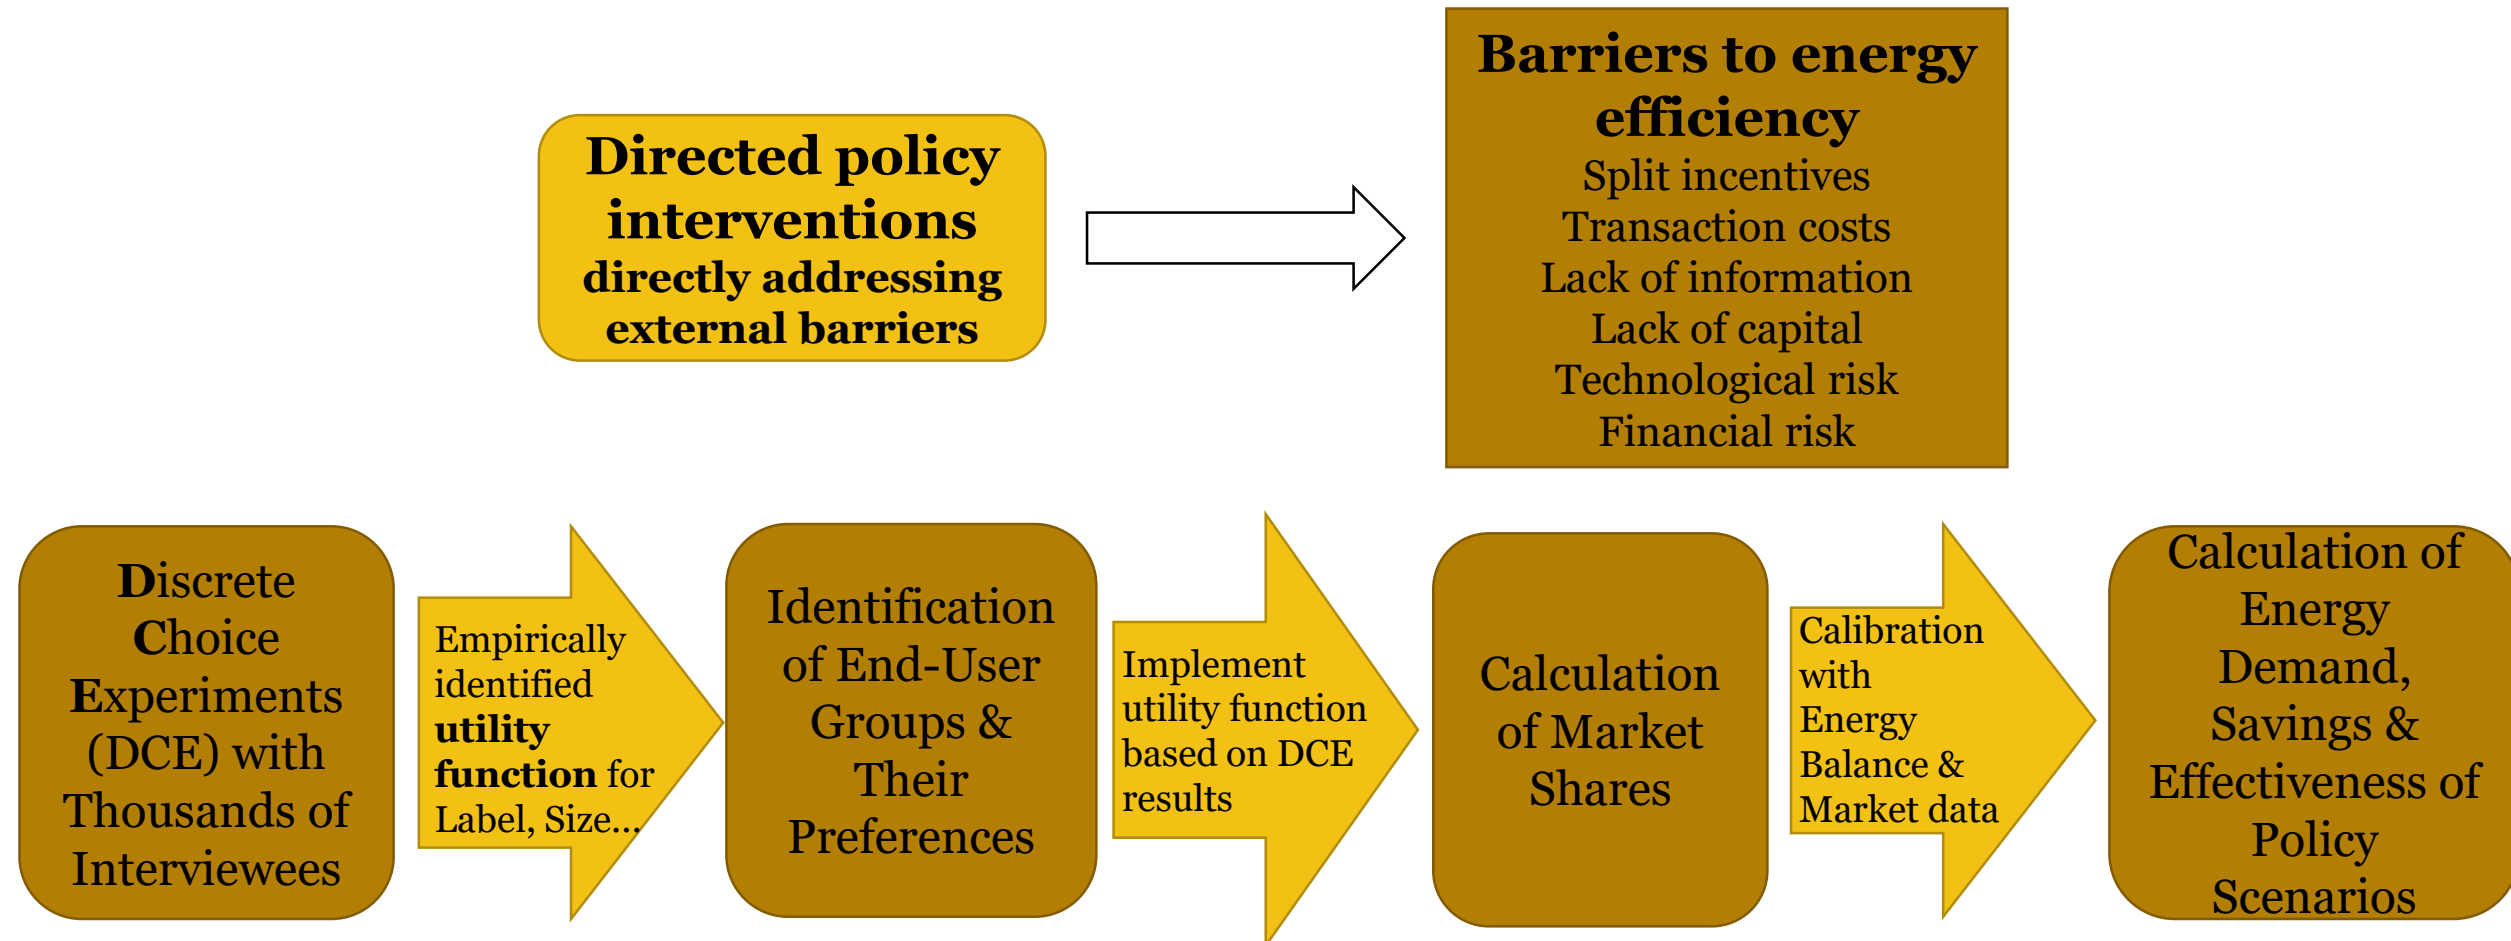 Directed policy
interventions
directly addressing
external barriers
Barriers to energy
efficiency
Split incentives
Transaction costs
Lack of information
Lack of capital
Technological risk
Financial risk
Discrete
Choice
Experiments
(DCE) with
Thousands of
Interviewees
Empirically
identified
utility
function for
Label, Size...
Identification
of End-User
Groups &
Their
Preferences
Implement
utility function
based on DCE
results
Calculation
of Market
Shares
Calibration
with
Energy
Balance &
Market data
Calculation of
Energy
Demand,
Savings &
Effectiveness of
Policy
Scenarios